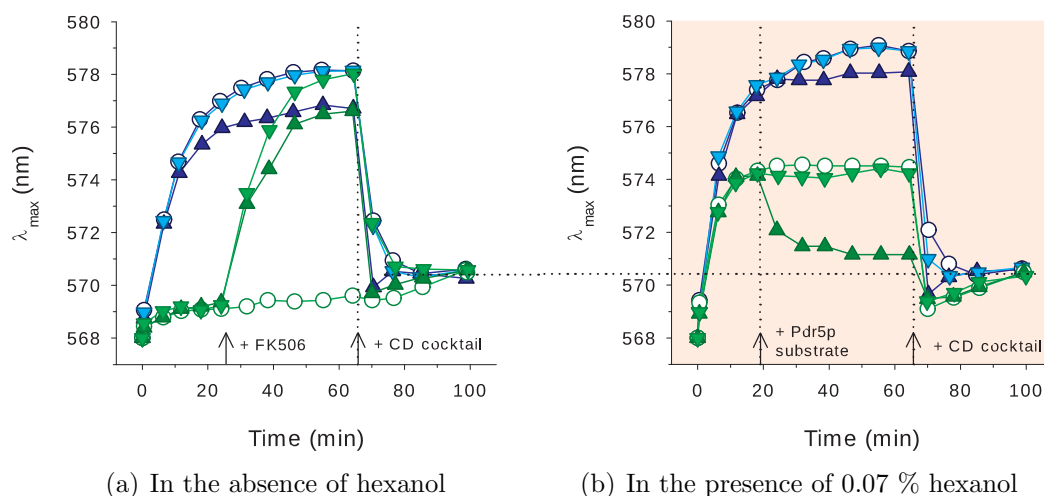 580
578
576
574
572
570
568
λ max (nm)
+ FK506
+ CD cocktail
0 20 40 60 80 100
Time (min)
(a) In the absence of hexanol
580
578
576
574
572
570
568
λ max (nm)
+ Pdr5p
substrate
+ CD cocktail
0 20 40 60 80 100
Time (min)
(b) In the presence of 0.07 % hexanol